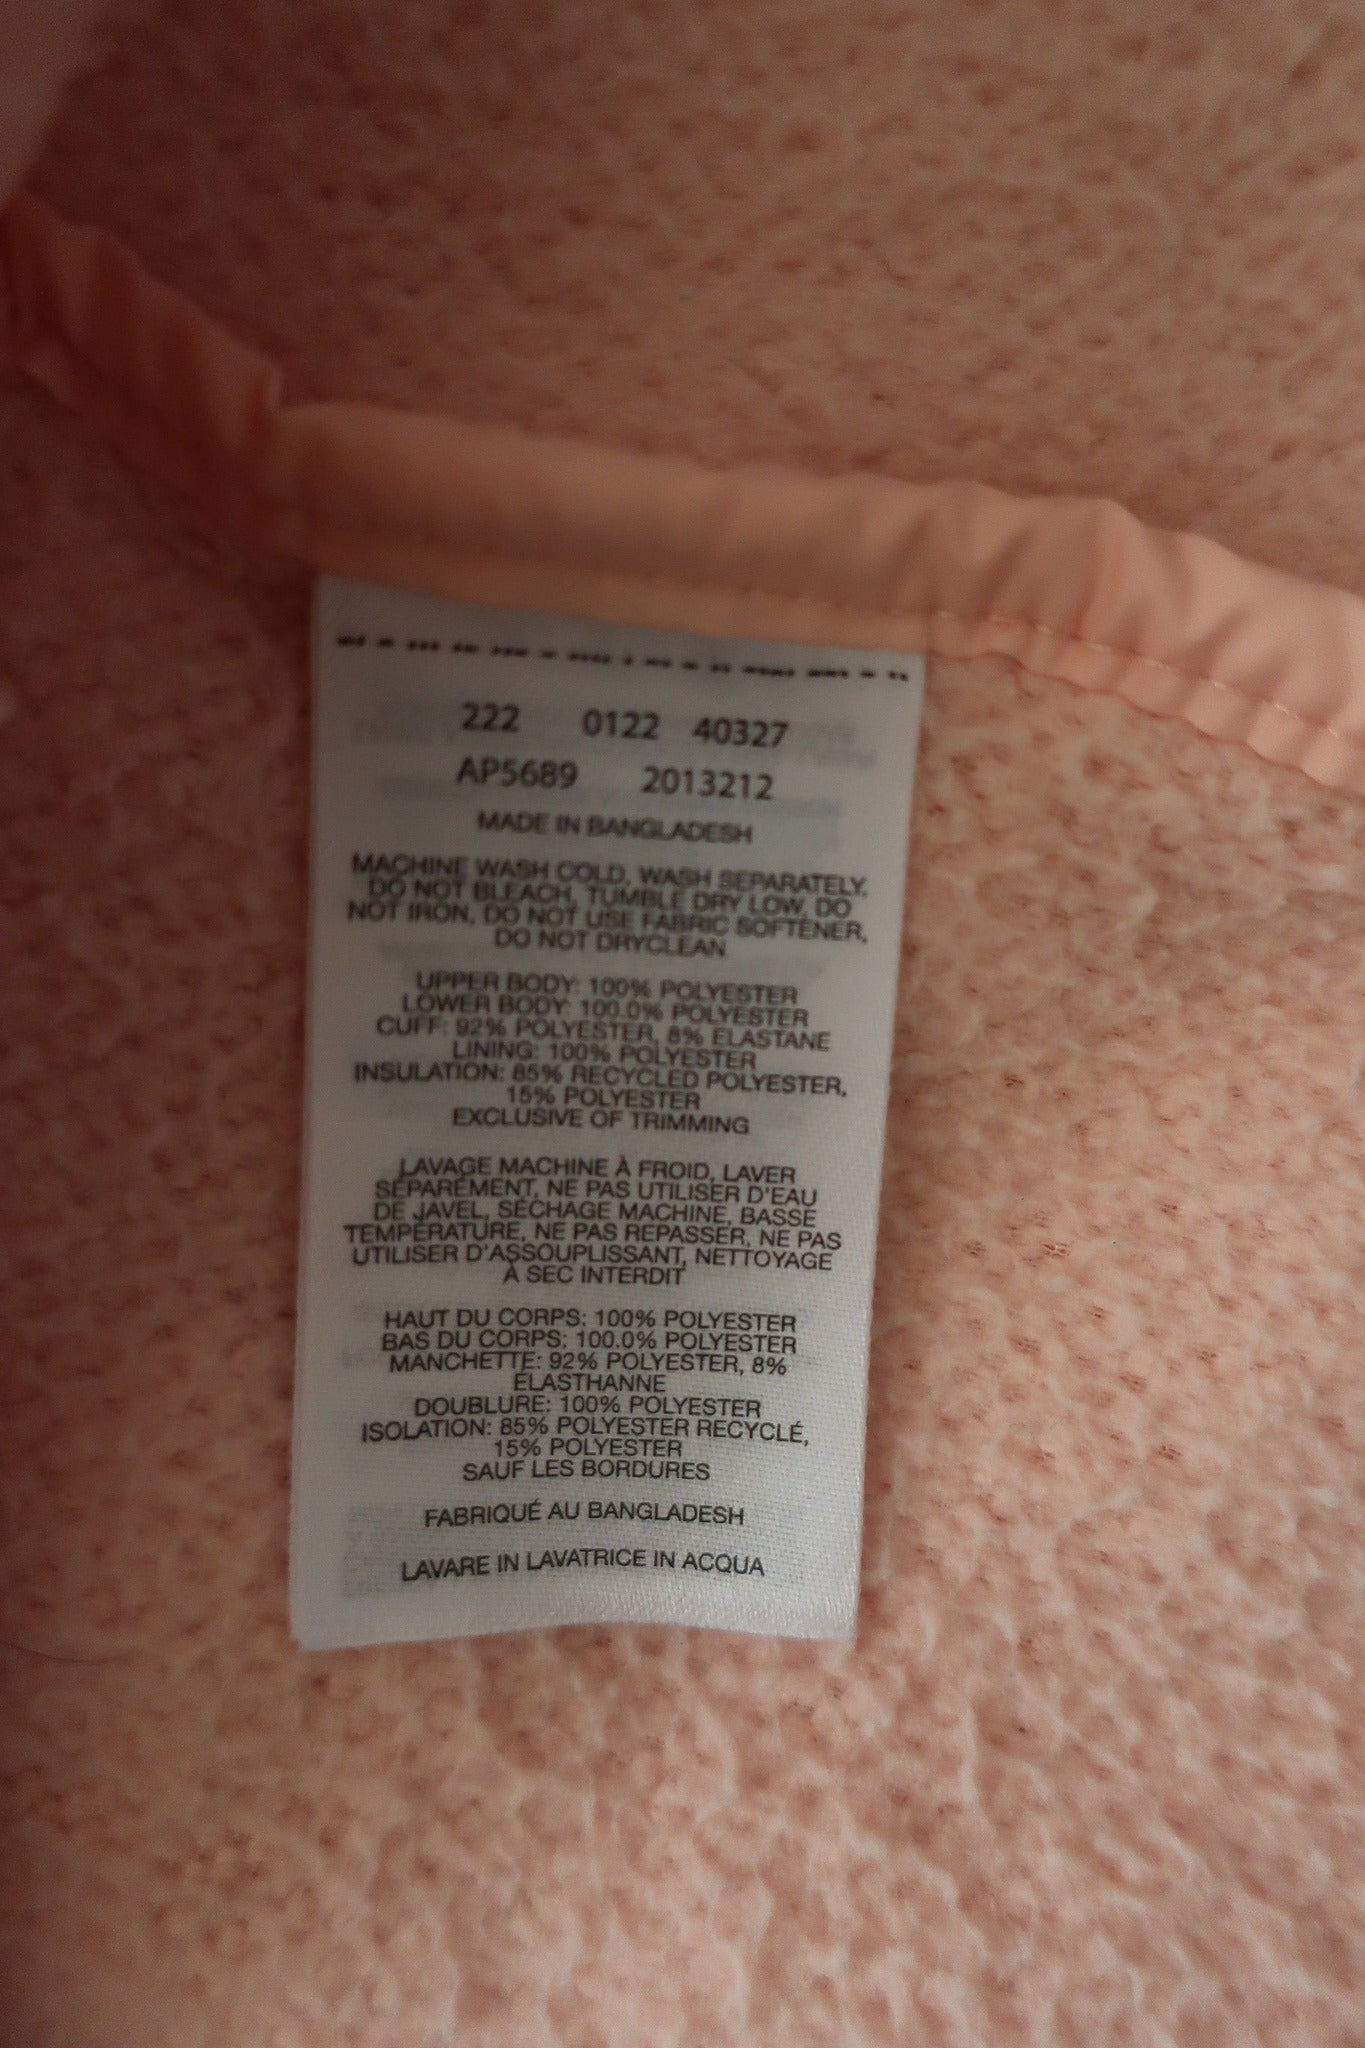 222 0122 40327
AP5689 2013212
MADE IN BANGLADESH
MACHINE WASH COLD, WASH SEPARATELY,
DO NOT BLEACH, TUMBLE DRY LOW, DO
NOT IRON, DO NOT USE FABRIC SOFTENER,
DO NOT DRYCLEAN
UPPER BODY: 100% POLYESTER
LOWER BODY: 100.0% POLYESTER
CUFF: 92% POLYESTER, 8% ELASTANE
LINING: 100% POLYESTER
INSULATION: 85% RECYCLED POLYESTER,
15% POLYESTER
EXCLUSIVE OF TRIMMING
LAVAGE MACHINE À FROID, LAVER
SÉPARÉMENT, NE PAS UTILISER D'EAU
DE JAVEL, SÉCHAGE MACHINE, BASSE
TEMPÉRATURE, NE PAS REPASSER, NE PAS
UTILISER D'ASSOUPLISSANT, NETTOYAGE
À SEC INTERDIT
HAUT DU CORPS: 100% POLYESTER
BAS DU CORPS: 100.0% POLYESTER
MANCHETTE: 92% POLYESTER, 8%
ÉLASTHANNE
DOUBLURE: 100% POLYESTER
ISOLATION: 85% POLYESTER RECYCLÉ,
15% POLYESTER
SAUF LES BORDURES
FABRIQUÉ AU BANGLADESH
LAVARE IN LAVATRICE IN ACQUA